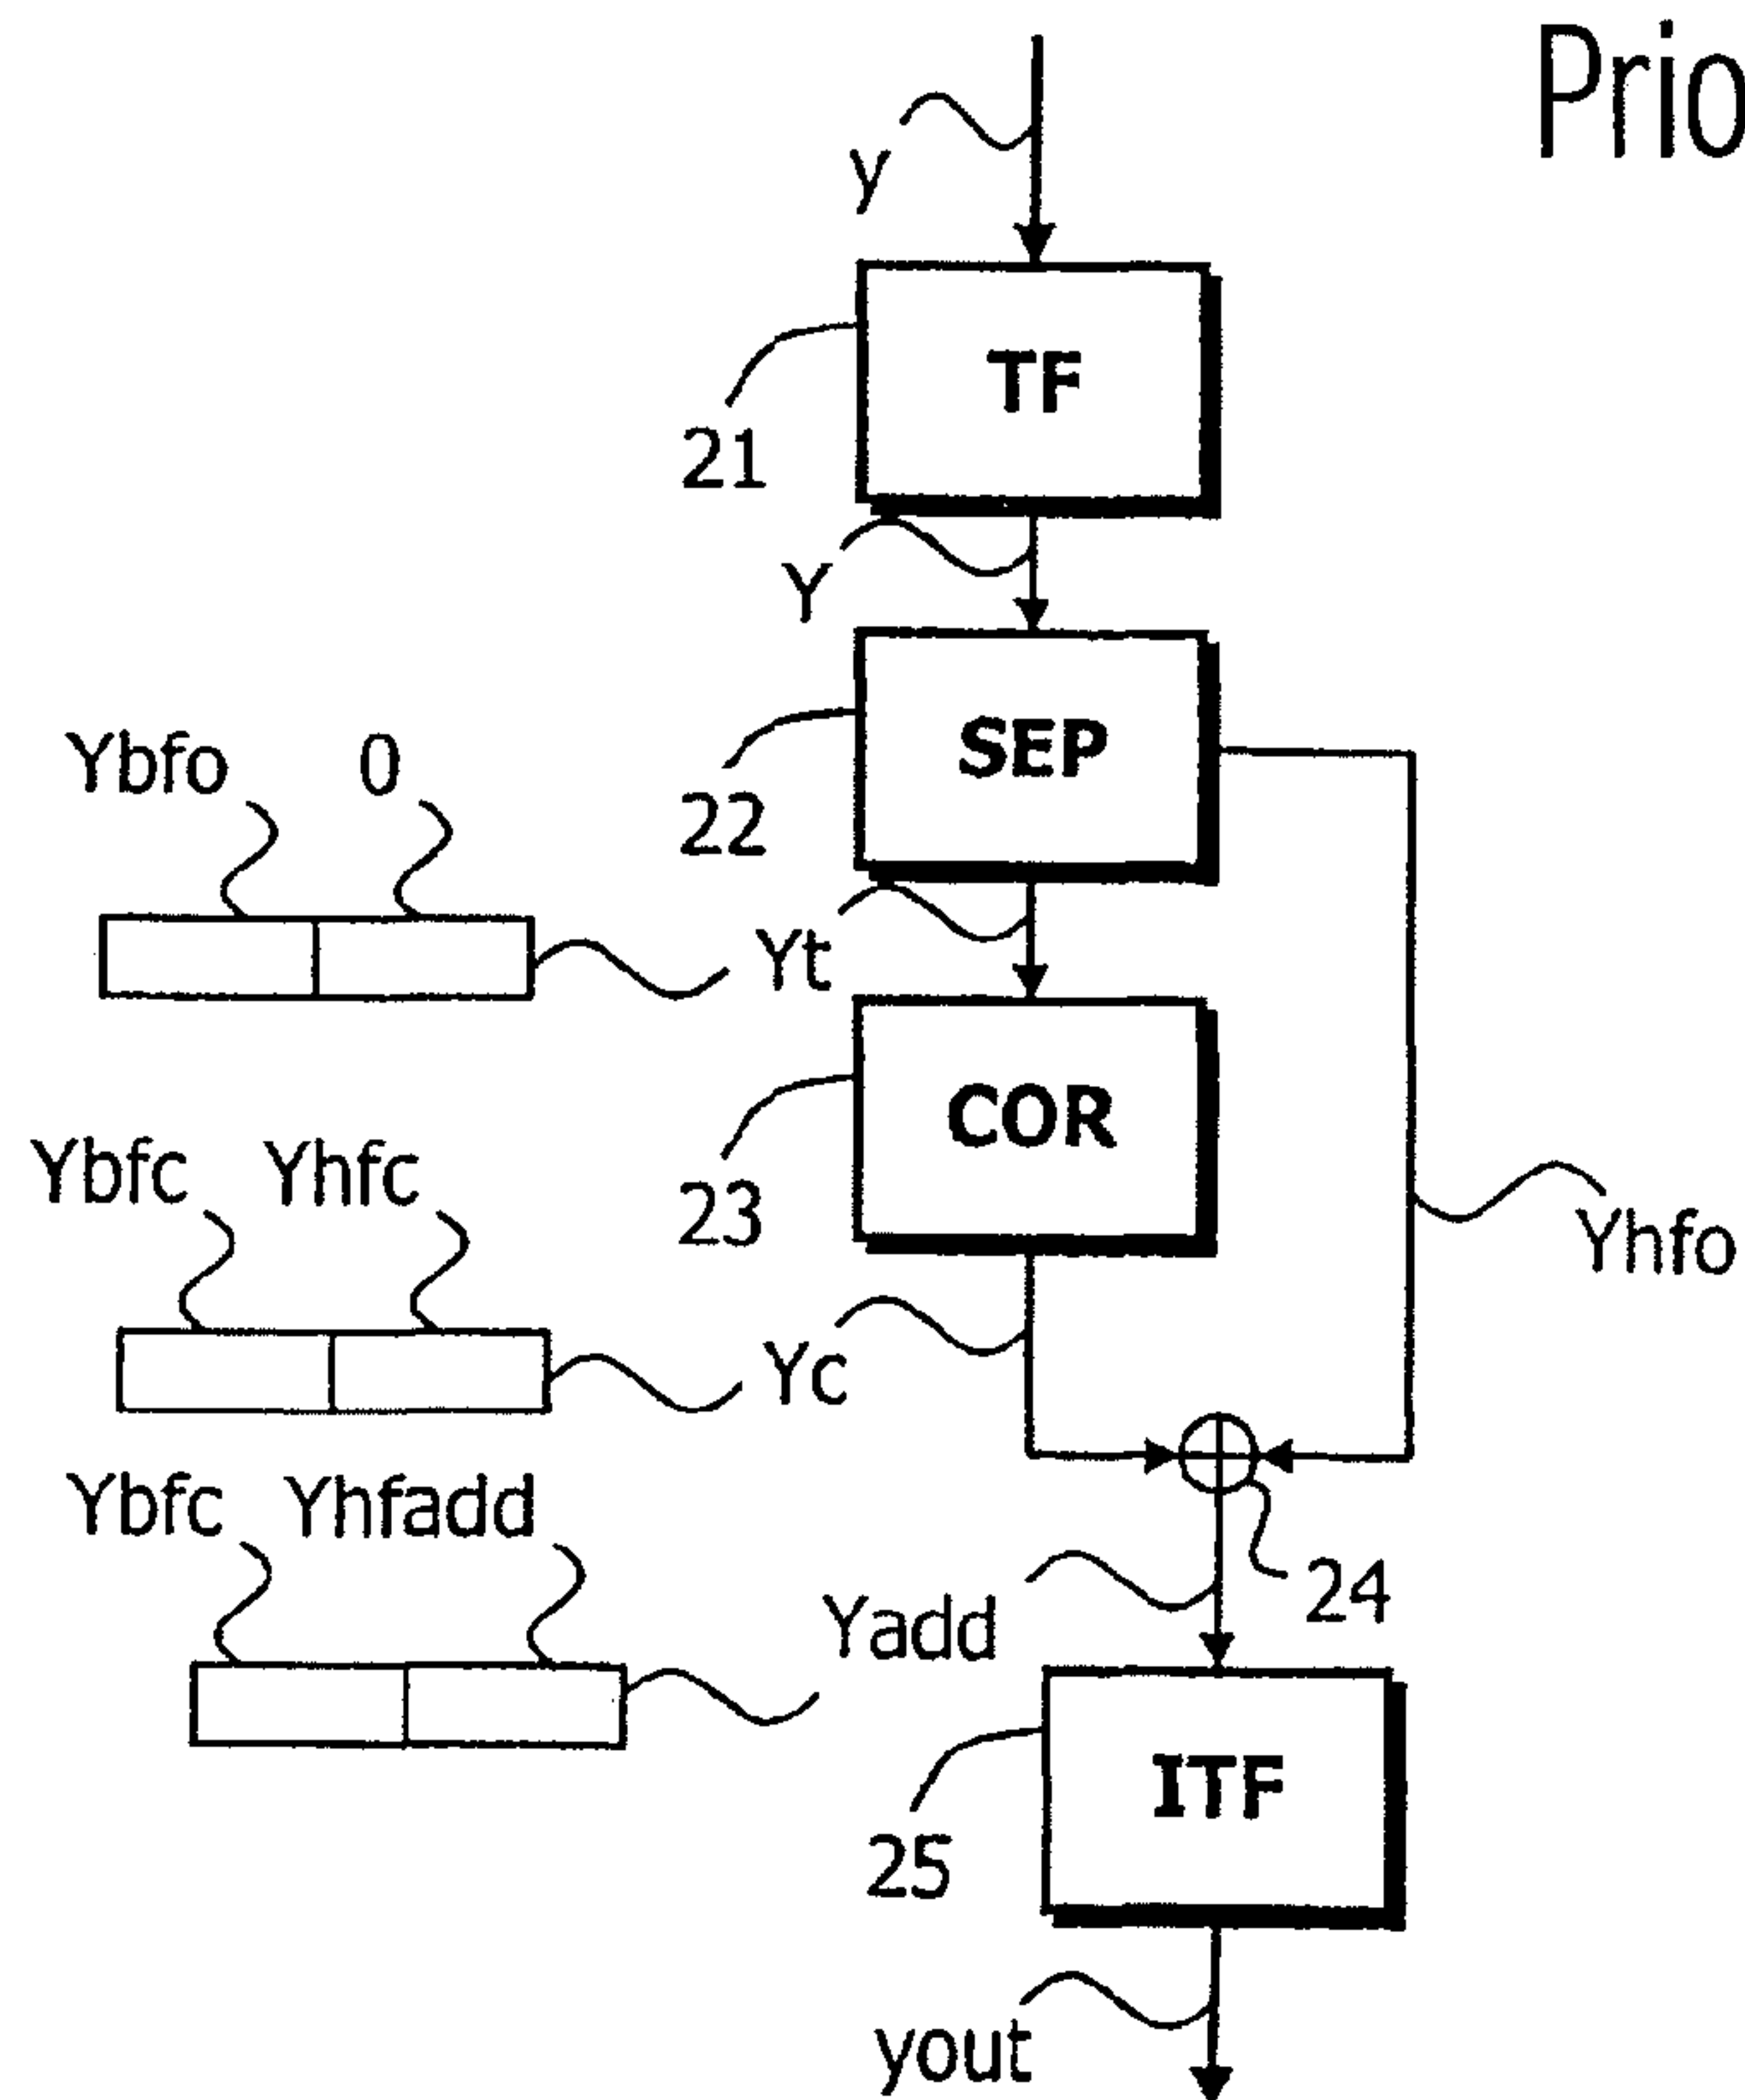 Prio
y
TF
21
Y
SEP
22
Ybfo 0
Yt
COR
23
Ybfc Yhfc
Yhfo
Yc
Ybfc Yhfadd
24
Yadd
ITF
25
yout